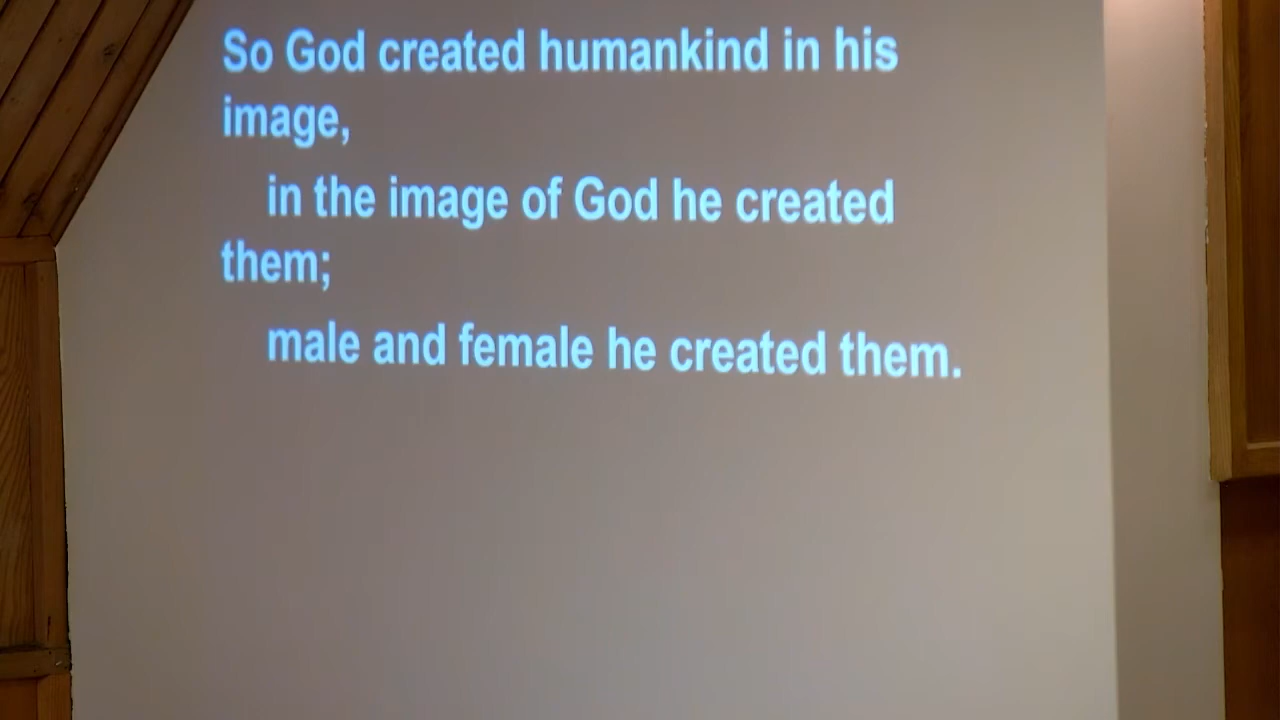 So God created humankind in his
image,
in the image of God he created
them;
male and female he created them.